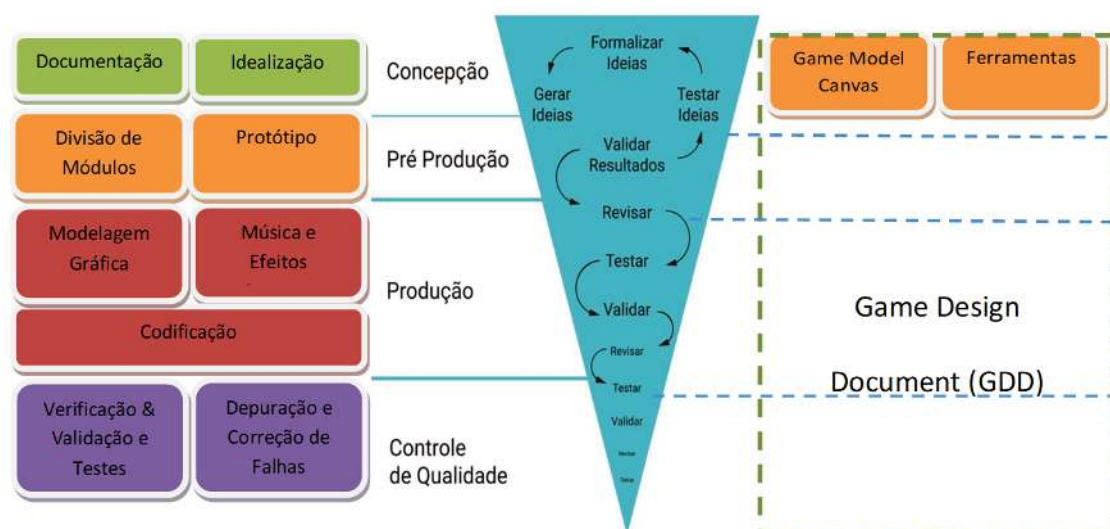 Documentação
Idealização
Divisão de
Módulos
Protótipo
Modelagem
Gráfica
Música e
Efeitos
Codificação
Verificação &
Validação e
Testes
Depuração e
Correção de
Falhas
Concepção
Pré Produção
Produção
Controle
de Qualidade
Formalizar
Ideias
Gerar
Ideias
Testar
Ideias
Validar
Resultados
Revisar
Testar
Validar
Revisar
Testar
Validar
Revisar
Testar
Game Model
Canvas
Ferramentas
Game Design
Document (GDD)